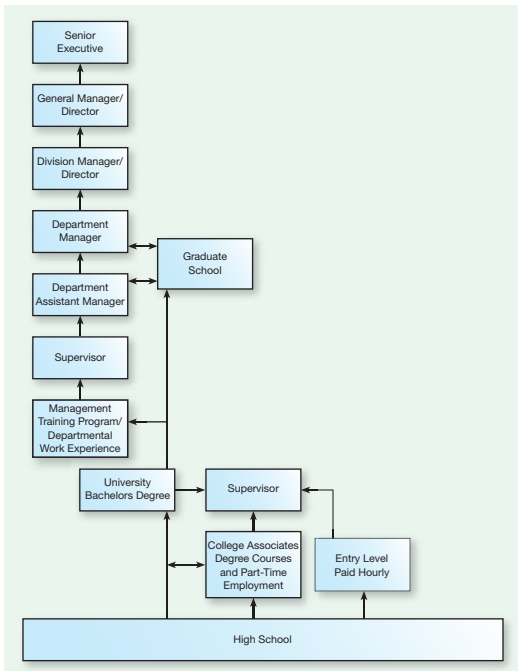 Senior
Executive
General Manager/
Director
Division Manager/
Director
Department
Manager
Graduate
School
Department
Assistant Manager
Supervisor
Management
Training Program/
Departmental
Work Experience
University
Bachelors Degree
Supervisor
College Associates
Degree Courses
and Part-Time
Employment
Entry Level
Paid Hourly
High School